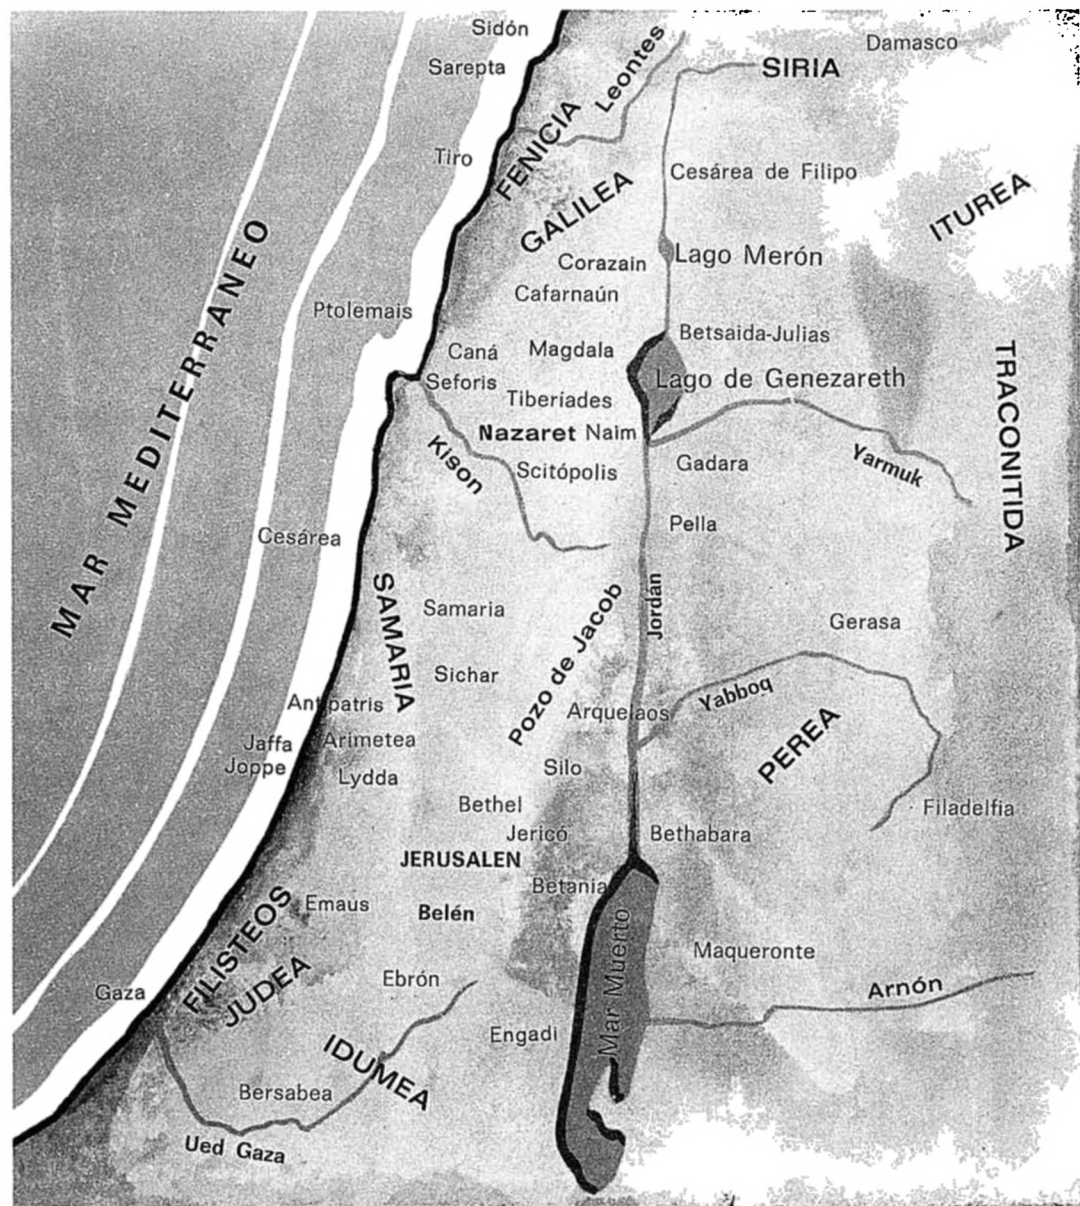 Sidón
Damasco
Sarepta
SIRIA
Leontes
FENICIA
Tiro
Cesárea de Filipo
GALILEA
ITUREA
Corazain
Lago Merón
Cafarnaún
MAR MEDITERRANEO
Ptolemais
Betsaida-Julias
Caná
Magdala
Seforis
Lago de Genezareth
TRACONITIDA
Tiberíades
Nazaret Naim
Kison
Scitópolis
Gadara
Yarmuk
Pella
Cesárea
SAMARIA
Samaria
Pozo de Jacob
Jordán
Gerasa
Sichar
Antipatris
Arquelaos
Yabboq
Jaffa
Arimetea
PEREA
Joppe
Lydda
Silo
Bethel
Filadelfia
Jericó
Bethabara
JERUSALEN
Betania
Emaus
Belén
FILISTEOS
JUDEA
Mar Muerto
Maqueronte
Gaza
Ebrón
Arnón
Engadi
IDUMEA
Bersabea
Ued Gaza